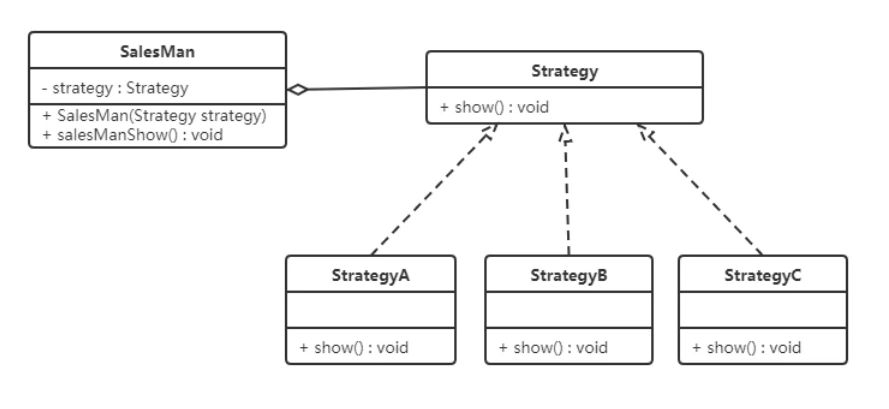 SalesMan
- strategy : Strategy
+ SalesMan(Strategy strategy)
+ salesManShow() : void
Strategy
+ show() : void
StrategyA
+ show() : void
StrategyB
+ show() : void
StrategyC
+ show() : void